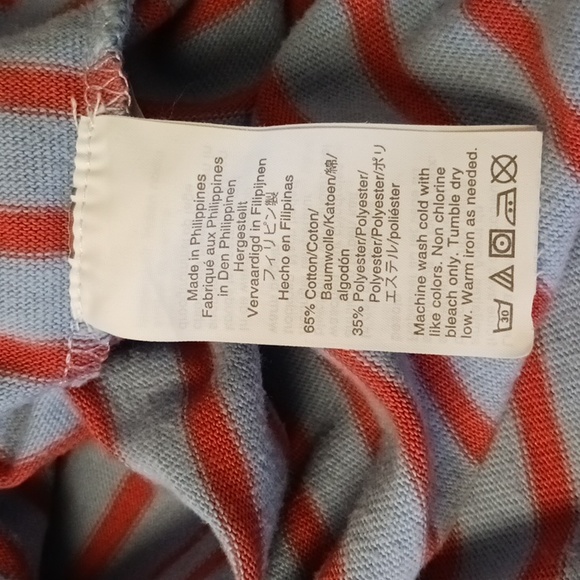 Made in Philippines
Fabriqué aux Philippines
in Den Philippinen
Hergestellt
Vervaardigd in Filipijnen
フィリピン製
Hecho en Filipinas
65% Cotton/Coton/
Baumwolle/Katoen/綿/
algodón
35% Polyester/Polyester/
Polyester/Polyester/ポリ
エステル/poliéster
Machine wash cold with
like colors. Non chlorine
bleach only. Tumble dry
low. Warm iron as needed.
30